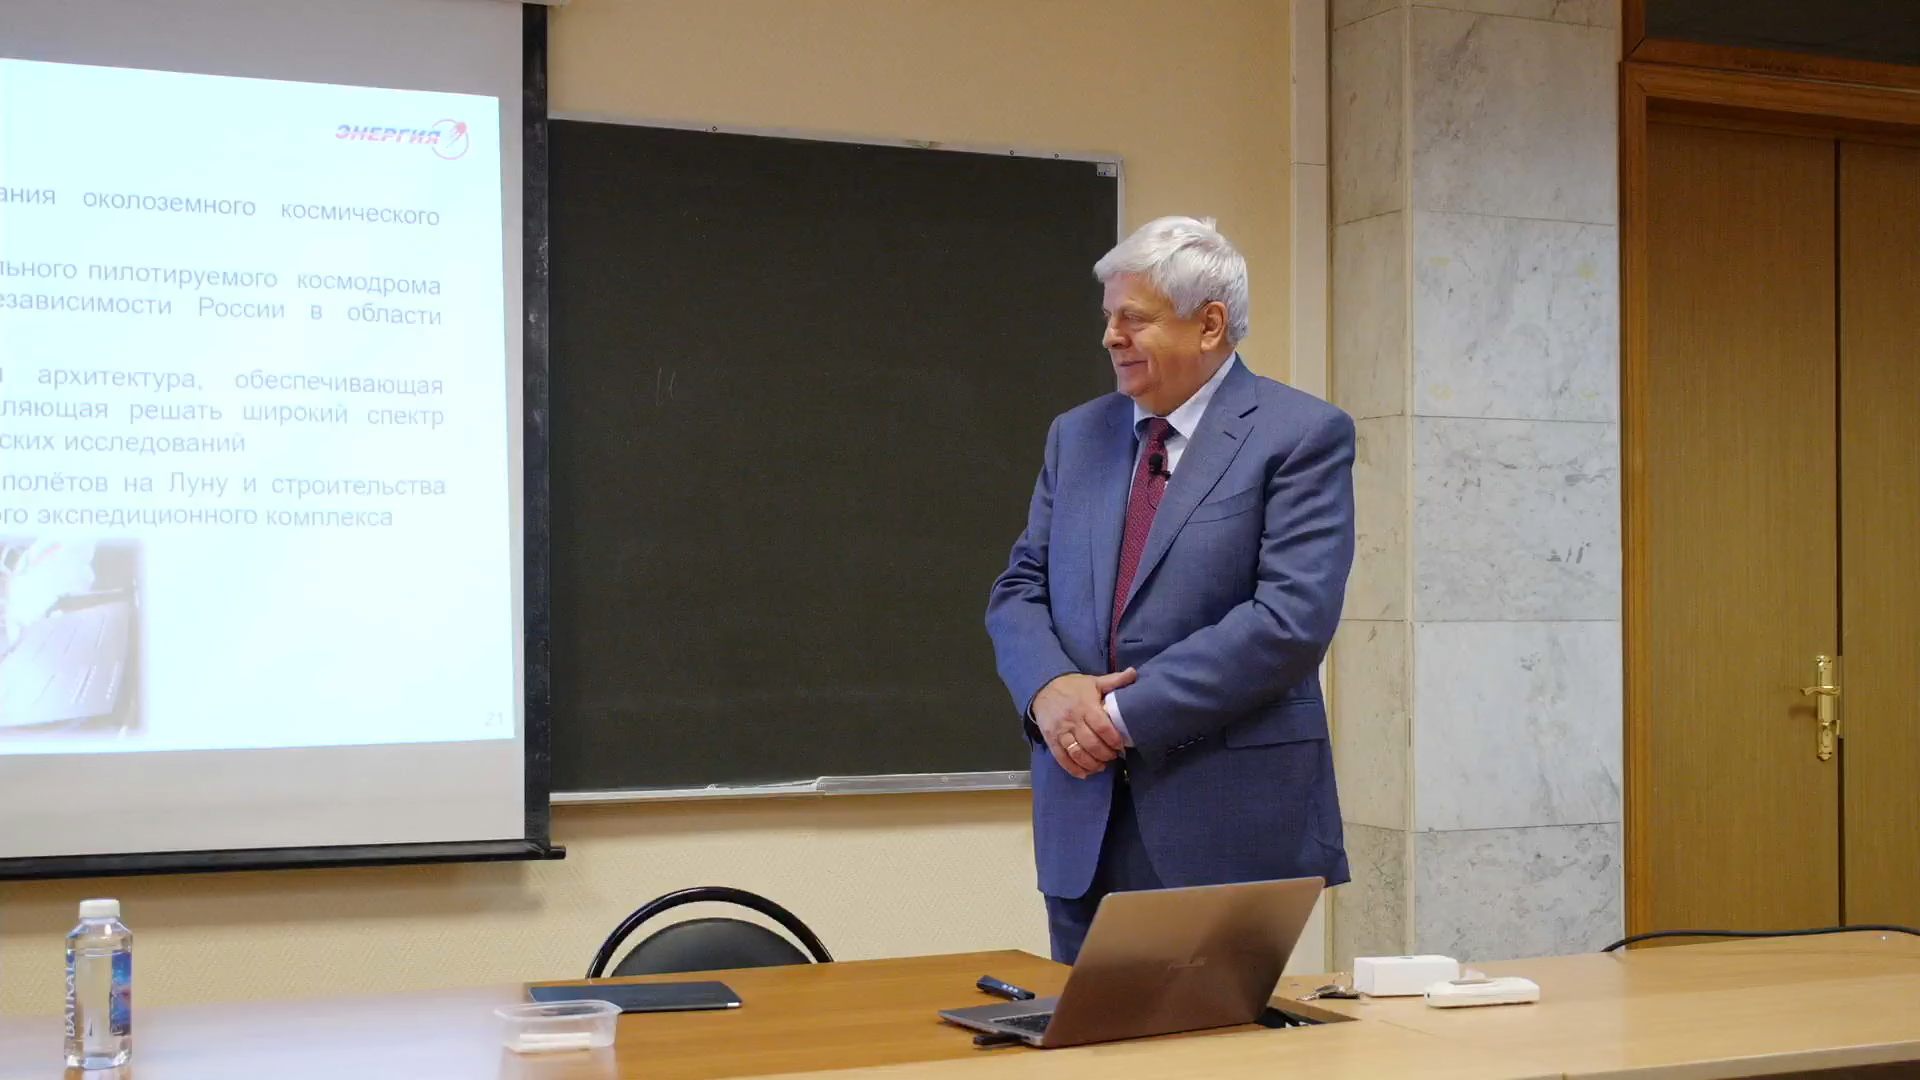 ЭНЕРГИЯ
ания околоземного космического
льного пилотируемого космодрома
езависимости России в области
и архитектура, обеспечивающая
ляющая решать широкий спектр
ских исследований
полётов на Луну и строительства
го экспедиционного комплекса
21
BAIKAL